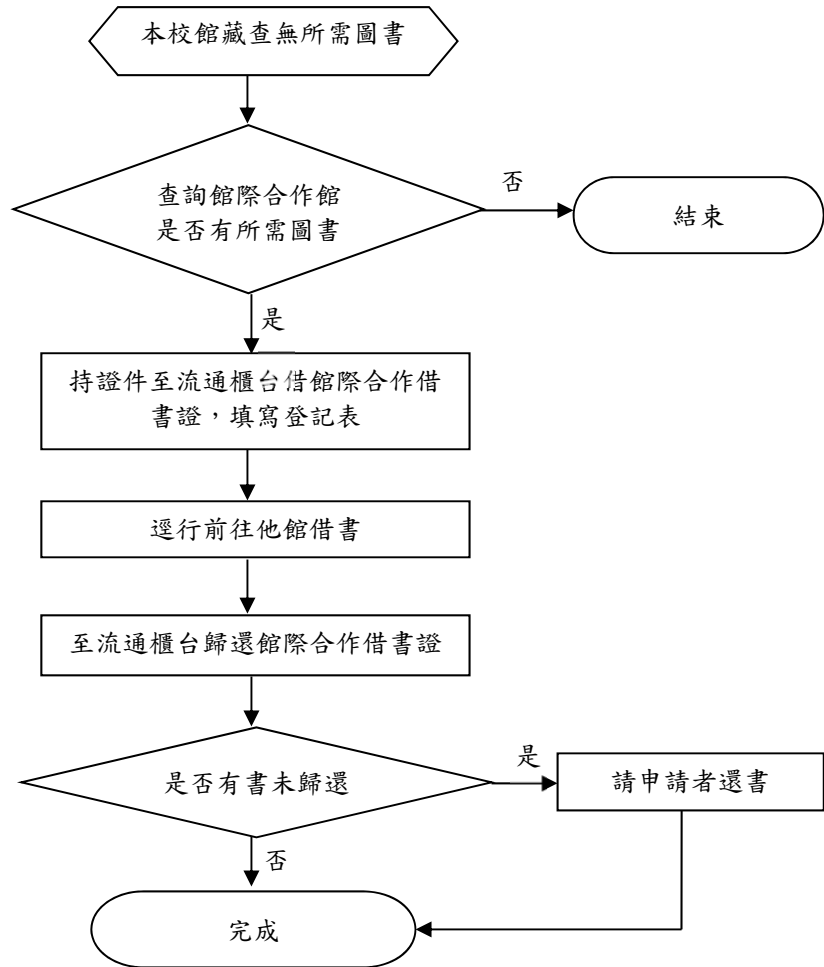 本校館藏查無所需圖書
查詢館際合作館
是否有所需圖書
否
結束
是
持證件至流通櫃台借館際合作借
書證，填寫登記表
逕行前往他館借書
至流通櫃台歸還館際合作借書證
是否有書未歸還
是
請申請者還書
否
完成